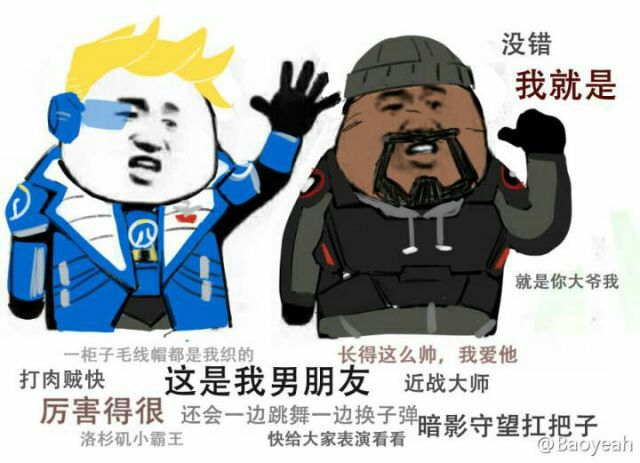 没错
我就是
就是你大爷我
一柜子毛线帽都是我织的
长得这么帅，我爱他
打肉贼快
这是我男朋友
近战大师
厉害得很
还会一边跳舞一边换子弹
暗影守望扛把子
洛杉矶小霸王
快给大家表演看看
@Baoyeah